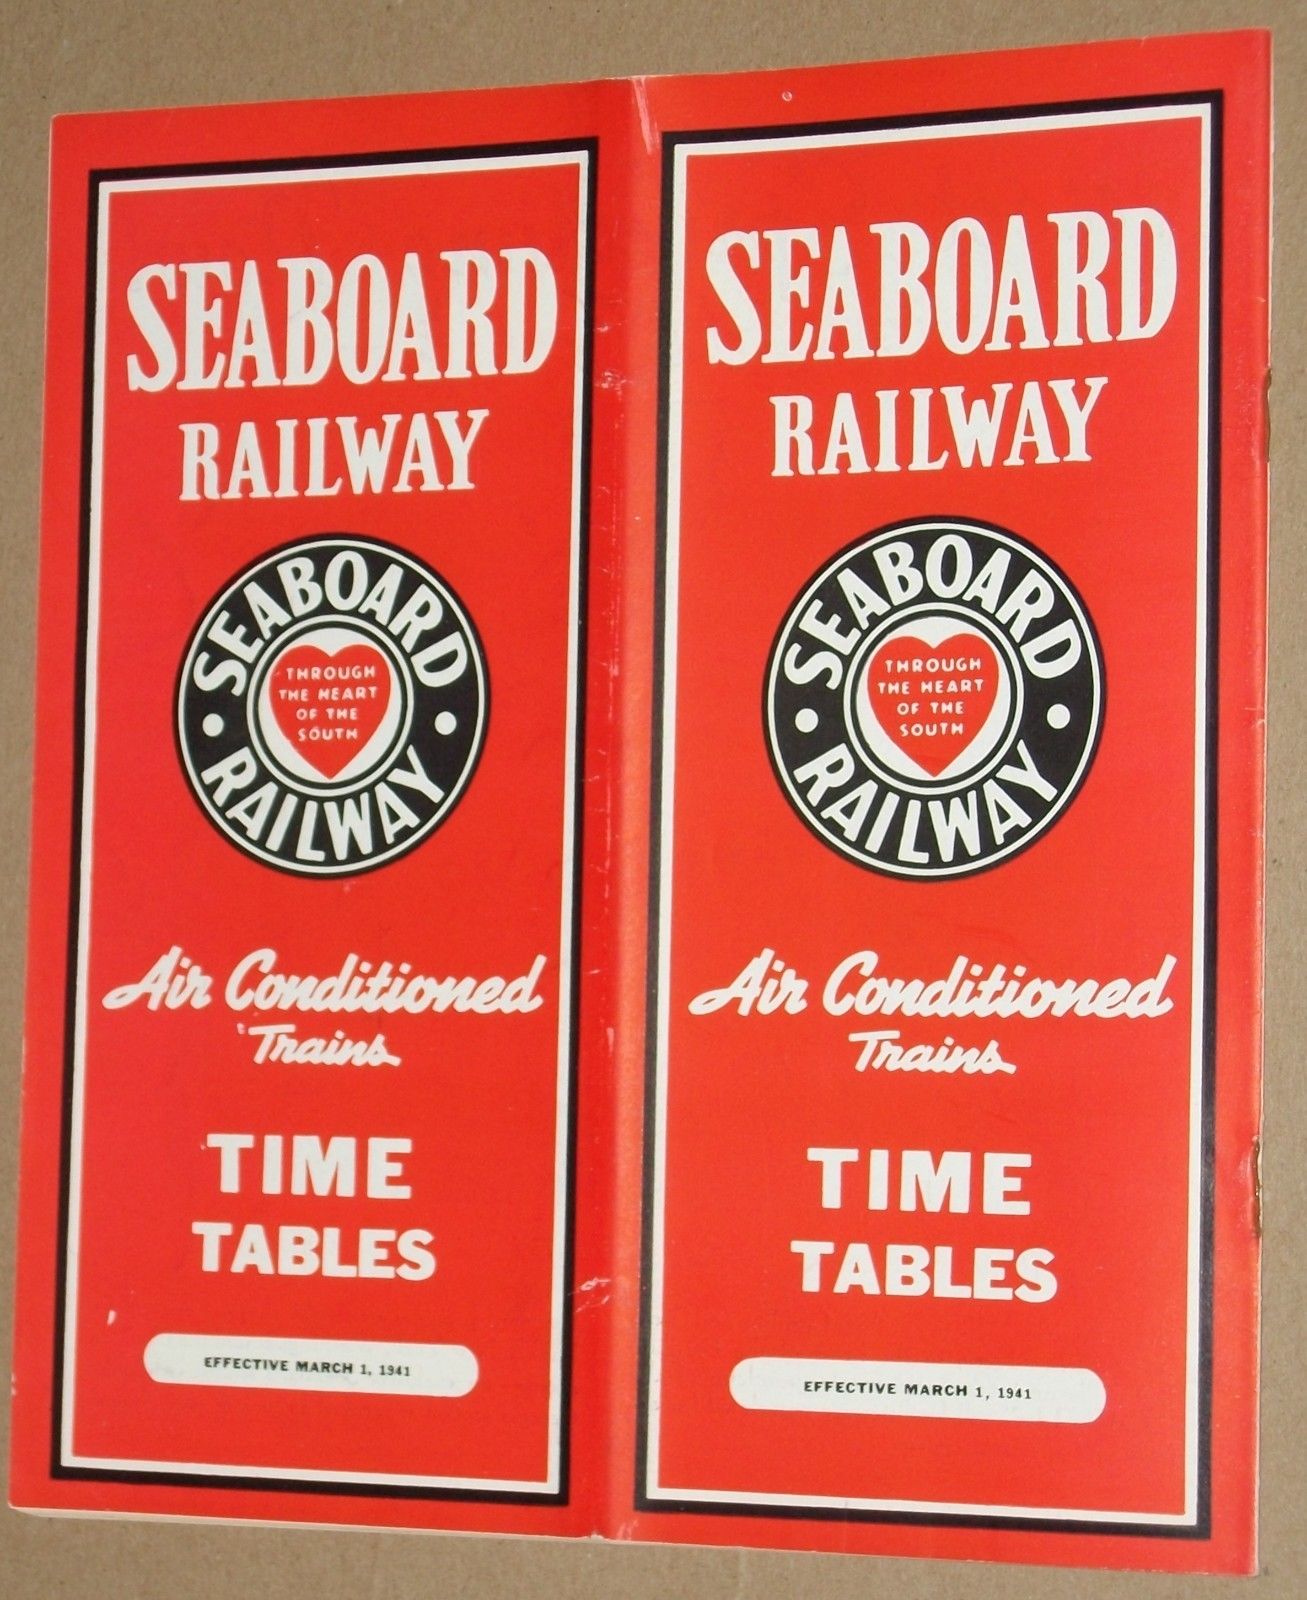 SEABOARD
RAILWAY
SEABOARD
THROUGH
THE HEART
OF THE
SOUTH
RAILWAY
Air Conditioned
Trains
TIME
TABLES
EFFECTIVE MARCH 1, 1941
SEABOARD
RAILWAY
SEABOARD
THROUGH
THE HEART
OF THE
SOUTH
RAILWAY
Air Conditioned
Trains
TIME
TABLES
EFFECTIVE MARCH 1, 1941